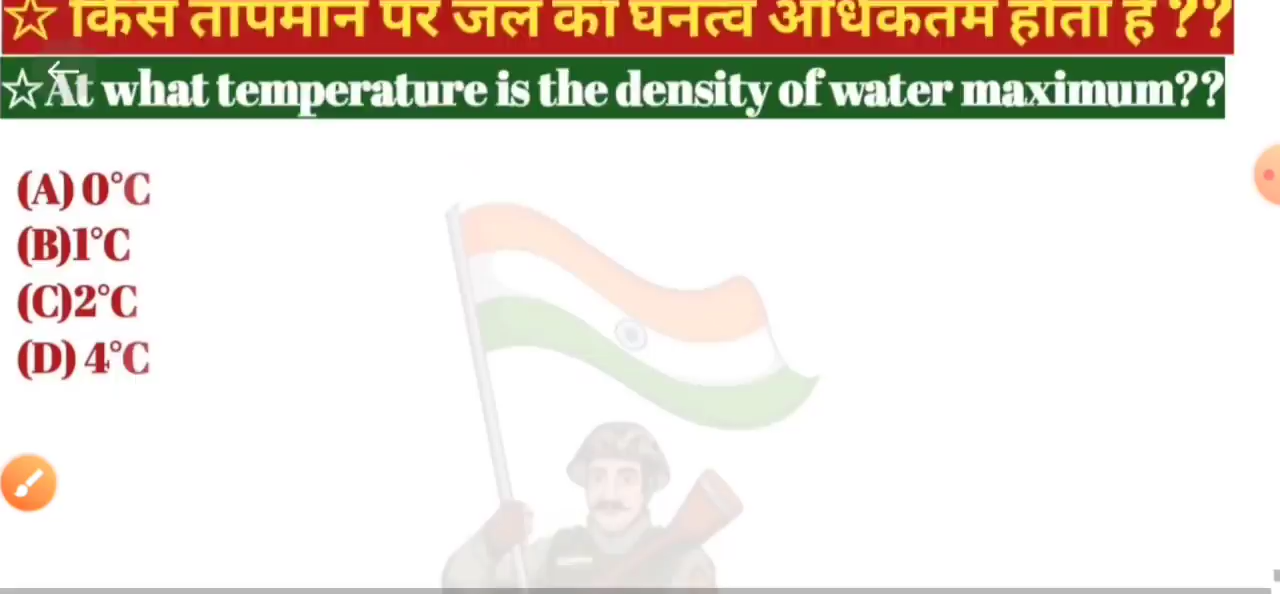 ☆ किस तापमान पर जल का घनत्व अधिकतम होता है ??
☆At what temperature is the density of water maximum??
(A) 0°C
(B)1°C
(C)2°C
(D) 4°C